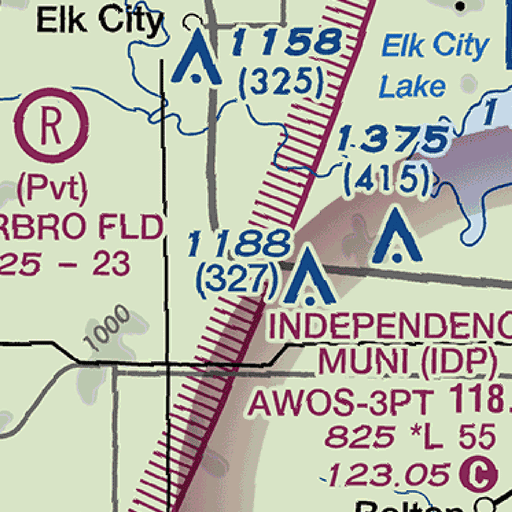 Elk City
1158
(325)
Elk City
Lake
1
R
1375
(415)
(Pvt)
RBRO FLD
25 - 23
1188
(327)
1000
INDEPENDENC
MUNI (IDP)
AWOS-3PT 118.
825 *L 55
123.05 C
Bolton